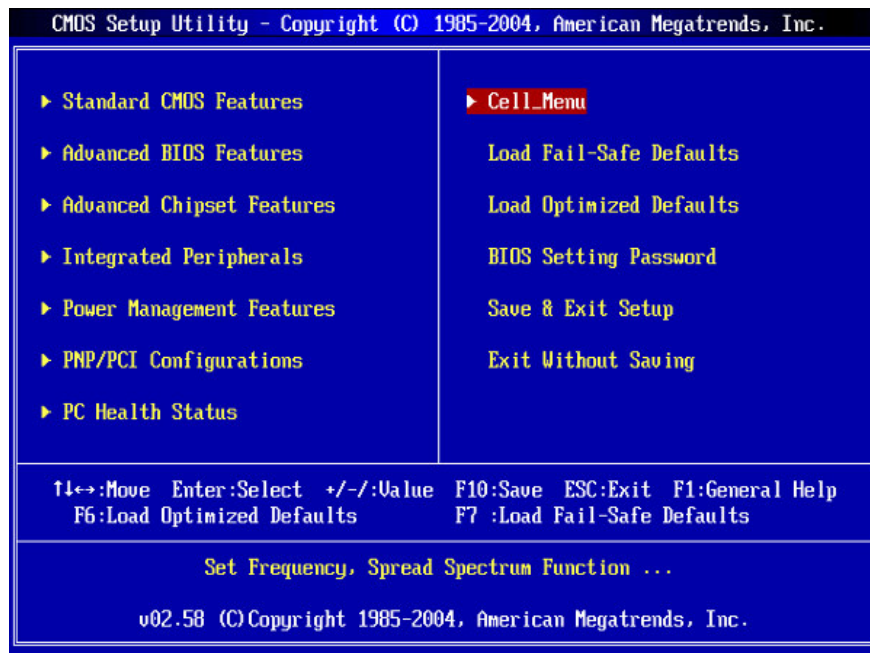 CMOS Setup Utility - Copyright (C) 1985-2004, American Megatrends, Inc.
▶ Standard CMOS Features
▶ Advanced BIOS Features
▶ Advanced Chipset Features
▶ Integrated Peripherals
▶ Power Management Features
▶ PNP/PCI Configurations
▶ PC Health Status
▶ Cell_Menu
Load Fail-Safe Defaults
Load Optimized Defaults
BIOS Setting Password
Save & Exit Setup
Exit Without Saving
↑↓↔:Move Enter:Select +/-/:Value F10:Save ESC:Exit F1:General Help
F6:Load Optimized Defaults F7 :Load Fail-Safe Defaults
Set Frequency, Spread Spectrum Function ...
v02.58 (C)Copyright 1985-2004, American Megatrends, Inc.